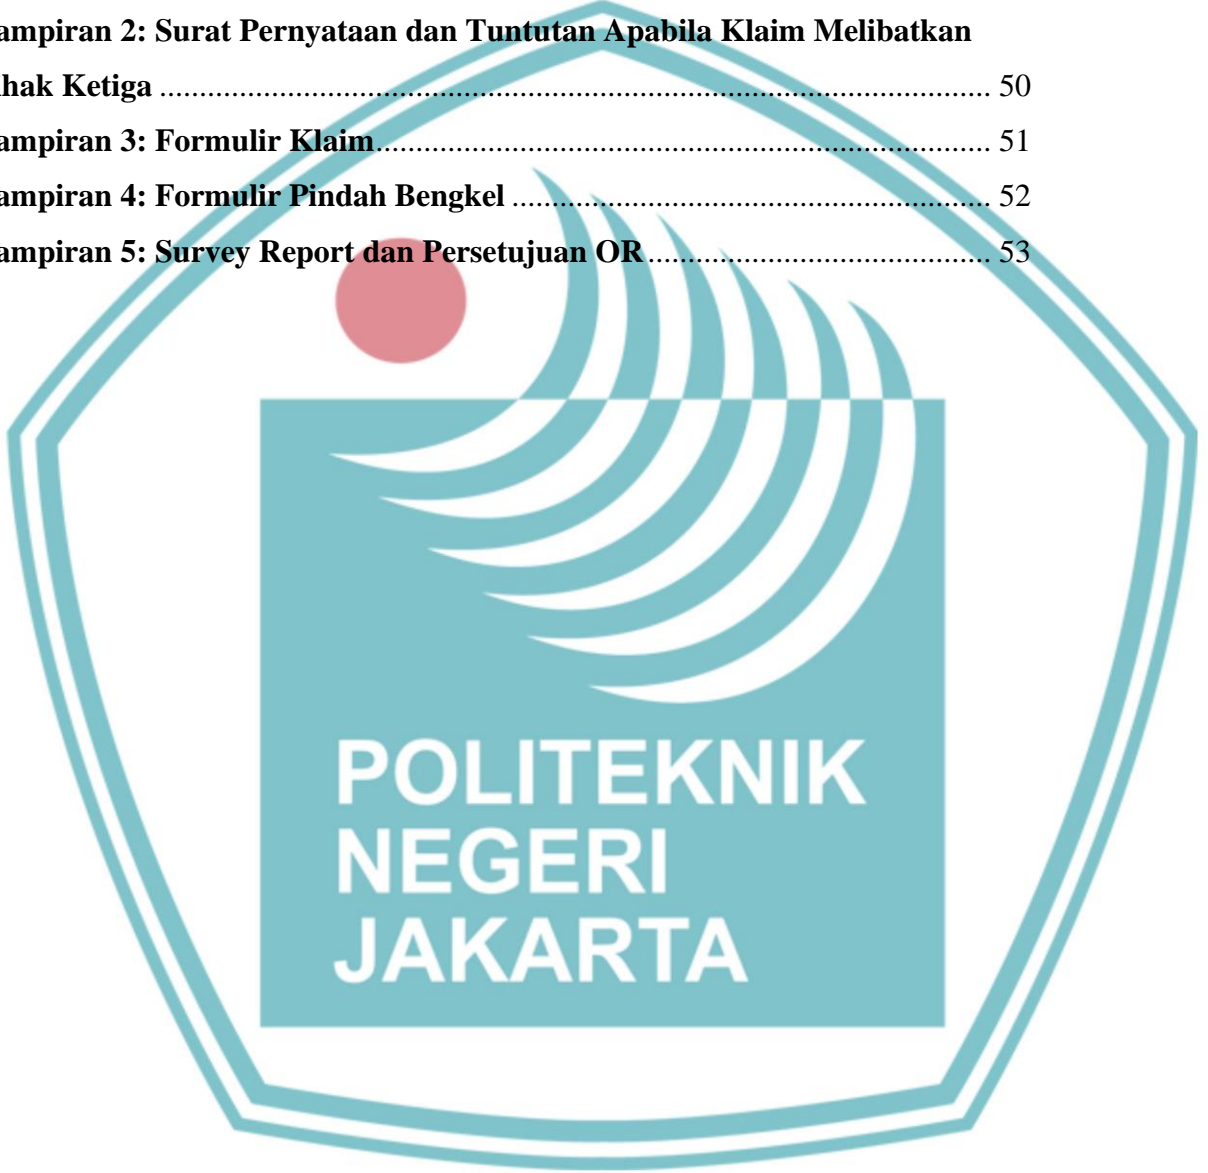 ampiran 2: Surat Pernyataan dan Tuntutan Apabila Klaim Melibatkan
hak Ketiga ........................................................................................................ 50
ampiran 3: Formulir Klaim............................................................................. 51
ampiran 4: Formulir Pindah Bengkel ............................................................ 52
ampiran 5: Survey Report dan Persetujuan OR........................................... 53
POLITEKNIK
NEGERI
JAKARTA